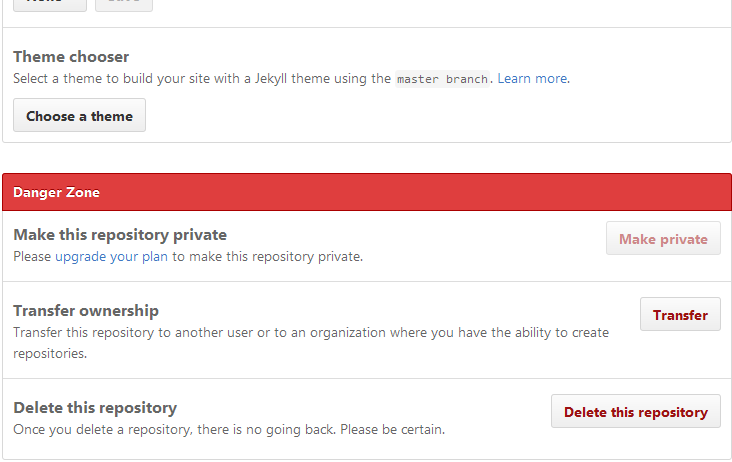 Theme chooser
Select a theme to build your site with a Jekyll theme using the master branch. Learn more.
Choose a theme
Danger Zone
Make this repository private
Make private
Please upgrade your plan to make this repository private.
Transfer ownership
Transfer
Transfer this repository to another user or to an organization where you have the ability to create
repositories.
Delete this repository
Delete this repository
Once you delete a repository, there is no going back. Please be certain.